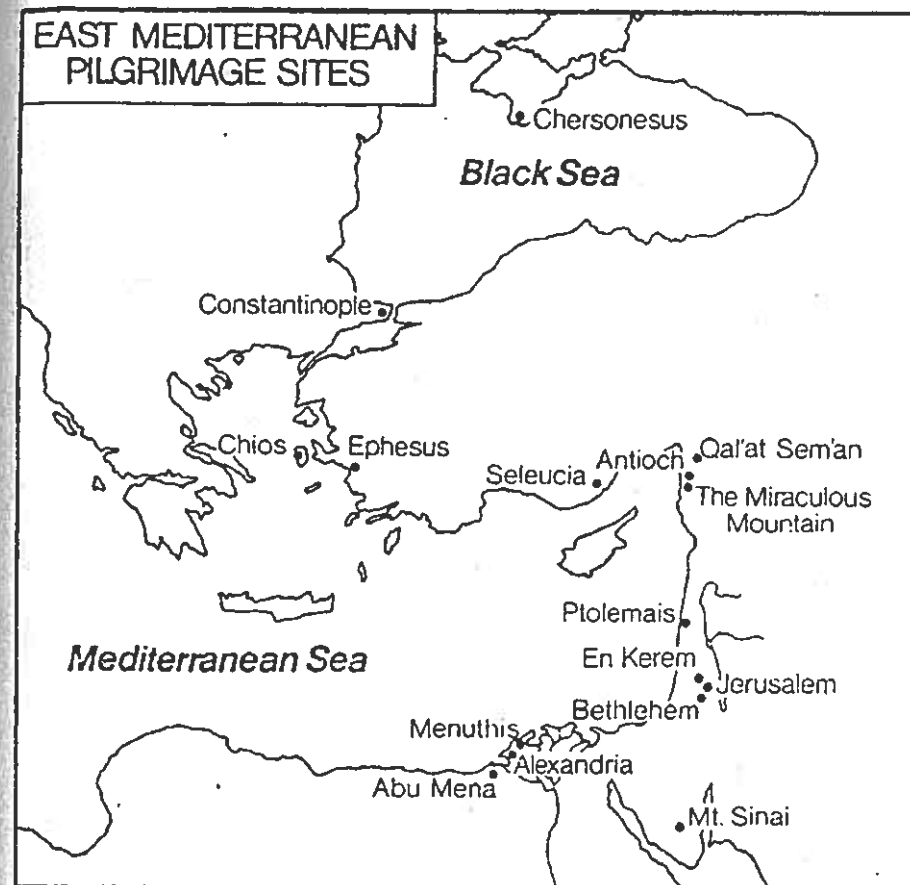 EAST MEDITERRANEAN
PILGRIMAGE SITES
Chersonesus
Black Sea
Constantinople
Chios
Ephesus
Seleucia
Antioch
Qal'at Sem'an
The Miraculous
Mountain
Ptolemais
Mediterranean Sea
En Kerem
Jerusalem
Bethlehem
Menuthis
Alexandria
Abu Mena
Mt. Sinai